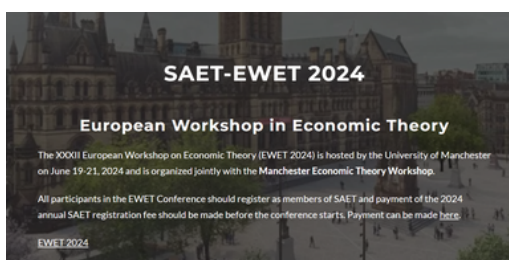 SAET-EWET 2024
European Workshop in Economic Theory
The XXXII European Workshop on Economic Theory (EWET 2024) is hosted by the University of Manchester
on June 19-21, 2024 and is organized jointly with the Manchester Economic Theory Workshop.
All participants in the EWET Conference should register as members of SAET and payment of the 2024
annual SAET registration fee should be made before the conference starts. Payment can be made here.
EWET 2024